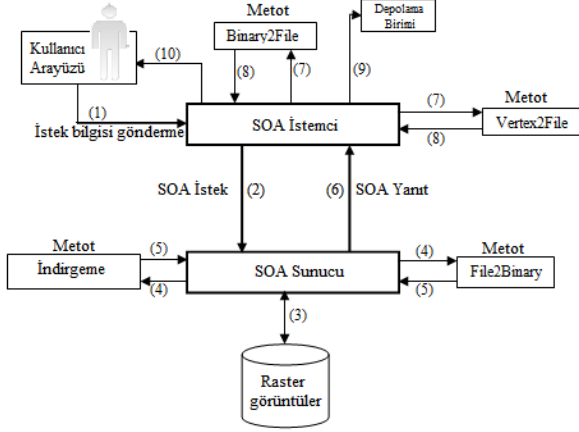 Metot
Binary2File
Depolama
Birimi
Kullanıcı
Arayüzü
(10)
(8)
(7)
(9)
(1)
İstek bilgisi gönderme
SOA İstemci
(7)
Metot
Vertex2File
(8)
SOA İstek
(2)
(6)
SOA Yanıt
Metot
İndirgeme
(5)
(4)
SOA Sunucu
(4)
(5)
Metot
File2Binary
(3)
Raster
görüntüler